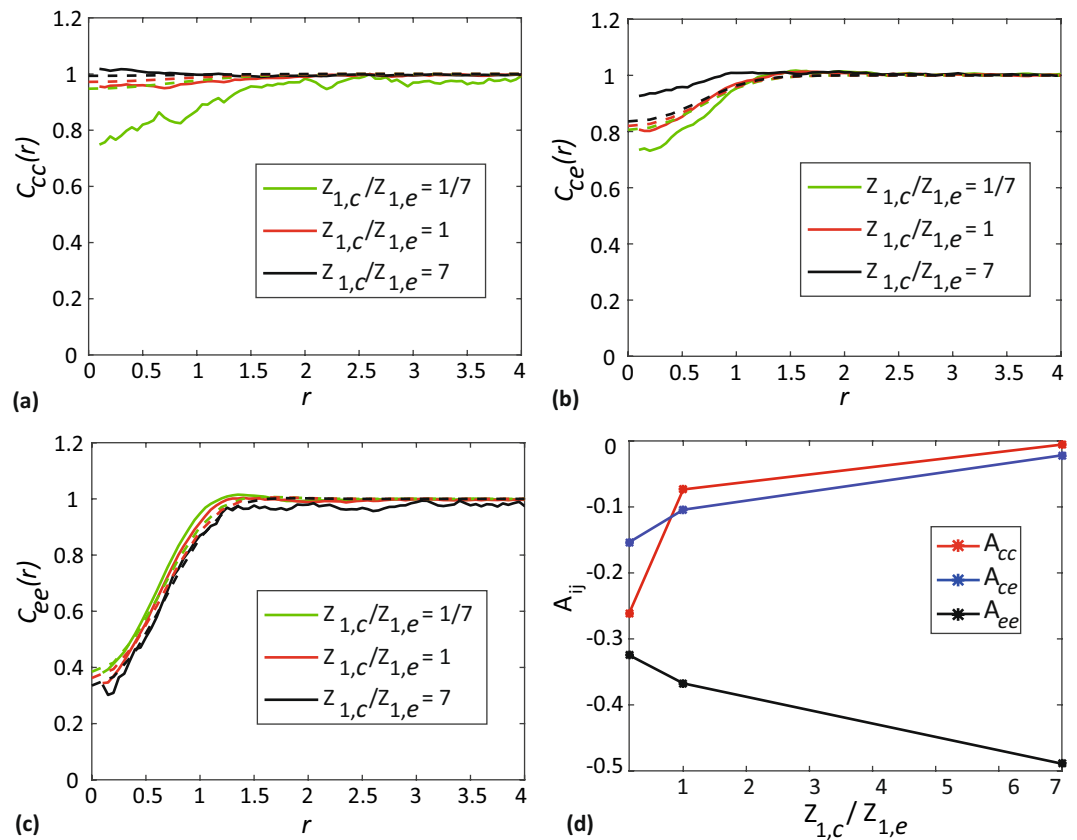 1.2
1
0.8
0.6
0.4
0.2
0
C_cc(r)
Z_1,c/Z_1,e = 1/7
Z_1,c/Z_1,e = 1
Z_1,c/Z_1,e = 7
0 0.5 1 1.5 2 2.5 3 3.5 4
(a) r
1.2
1
0.8
0.6
0.4
0.2
0
C_ce(r)
Z_1,c/Z_1,e = 1/7
Z_1,c/Z_1,e = 1
Z_1,c/Z_1,e = 7
0 0.5 1 1.5 2 2.5 3 3.5 4
(b) r
1.2
1
0.8
0.6
0.4
0.2
0
C_ee(r)
Z_1,c/Z_1,e = 1/7
Z_1,c/Z_1,e = 1
Z_1,c/Z_1,e = 7
0 0.5 1 1.5 2 2.5 3 3.5 4
(c) r
0
-0.1
-0.2
-0.3
-0.4
-0.5
A_ij
A_cc
A_ce
A_ee
1 2 3 4 5 6 7
(d) Z_1,c / Z_1,e